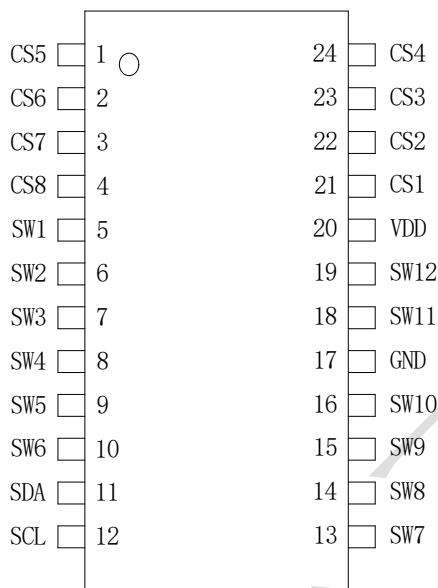 CS5 1 24 CS4
CS6 2 23 CS3
CS7 3 22 CS2
CS8 4 21 CS1
SW1 5 20 VDD
SW2 6 19 SW12
SW3 7 18 SW11
SW4 8 17 GND
SW5 9 16 SW10
SW6 10 15 SW9
SDA 11 14 SW8
SCL 12 13 SW7